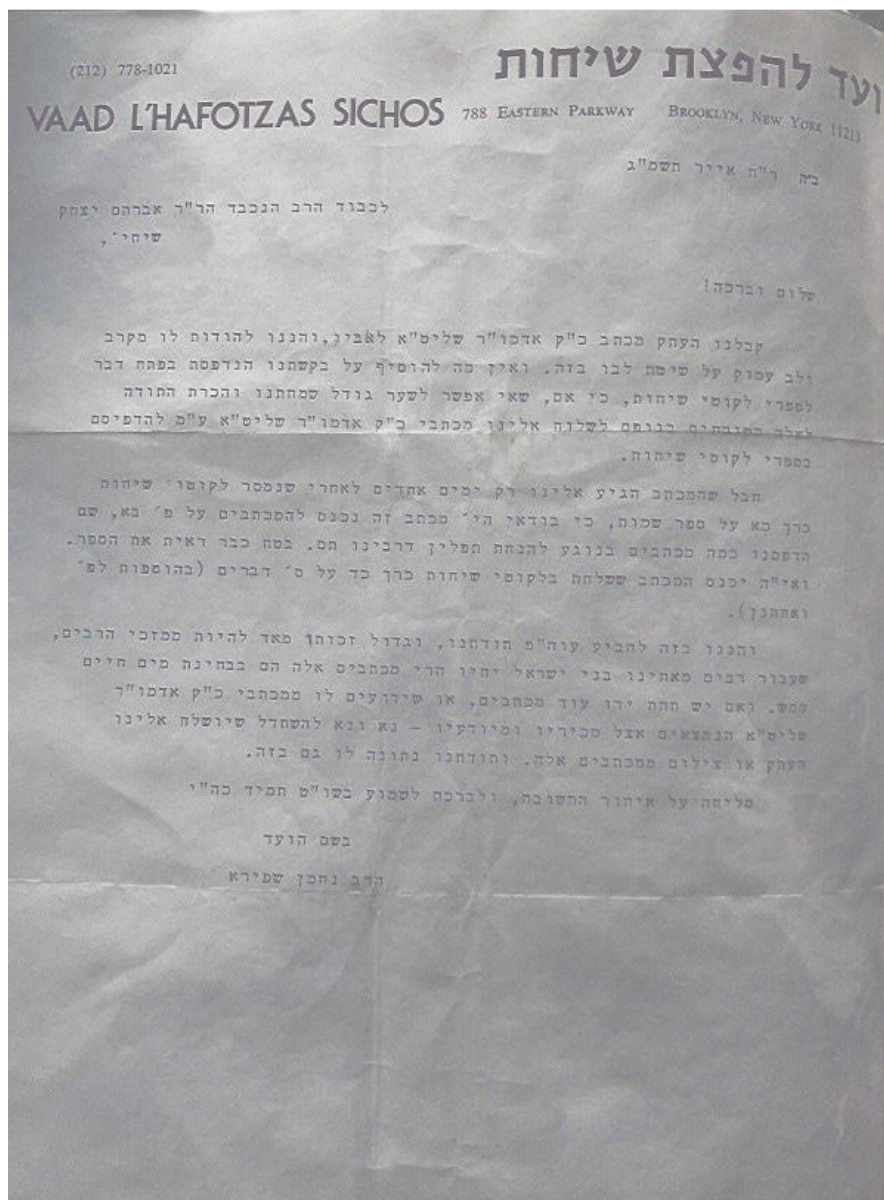 ועד להפצת שיחות
(212) 778-1021
VAAD L'HAFOTZAS SICHOS 788 EASTERN PARKWAY BROOKLYN, NEW YORK 11213
ב"ה ר"ח אייר תשמ"ג
לכבוד הרב הנכבד הר"ר אברהם יצחק
שיחי',
שלום וברכה!
קבלנו העתק מכתב כ"ק אדמו"ר שליט"א לאביו, והננו להודות לו מקרב
ולב עמוק על שימת לבו בזה. ואין מה להוסיף על בקשתנו הנדפסת בפתח דבר
לספרי לקוטי שיחות, כי אם, שאי אפשר לשער גודל שמחתנו והכרת התודה
לאלה לשלוח אלינו מכתבי כ"ק אדמו"ר שליט"א ע"מ להדפיסם
בספרי לקוטי שיחות.
חבל שהמכתב הגיע אלינו רק ימים אחדים לאחרי שנמסר לקוטי שיחות
כרך כא על ספר שמות, כי בודאי הי' מכתב זה נכנס להמכתבים על פ' בא, שם
הדפסנו כמה מכתבים בנוגע להנחת תפלין דרבינו תם. בטח כבר ראית את הספר.
ואי"ה יכנס המכתב ששלחת בלקוטי שיחות כרך כד על ס' דברים (בהוספות לפ'
ואתחנן).
והננו בזה להביע עוה"פ תודתנו, וגדול זכותו מאד להיות ממזכי הרבים,
שעבור רבים מאחינו בני ישראל יחיו הרי מכתבים אלה הם בבחינת מים חיים
ממש. ואם יש תחת ידו עוד מכתבים, או שידועים לו ממכתבי כ"ק אדמו"ר
שליט"א הנמצאים אצל מכיריו ומיודעיו – נא ונא להשתדל שיושלח אלינו
העתק או צילום ממכתבים אלה. ותודתנו נתונה לו גם בזה.
סליחה על איחור התשובה, ולברכה לשמוע בשו"ט תמיד כה"י
בשם הועד
הרב נחמן שפירא